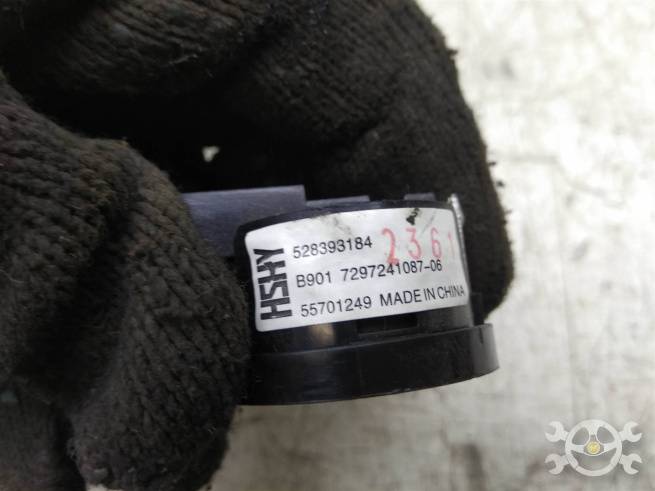 HSHY
528393184
2361
B901 7297241087-06
55701249 MADE IN CHINA